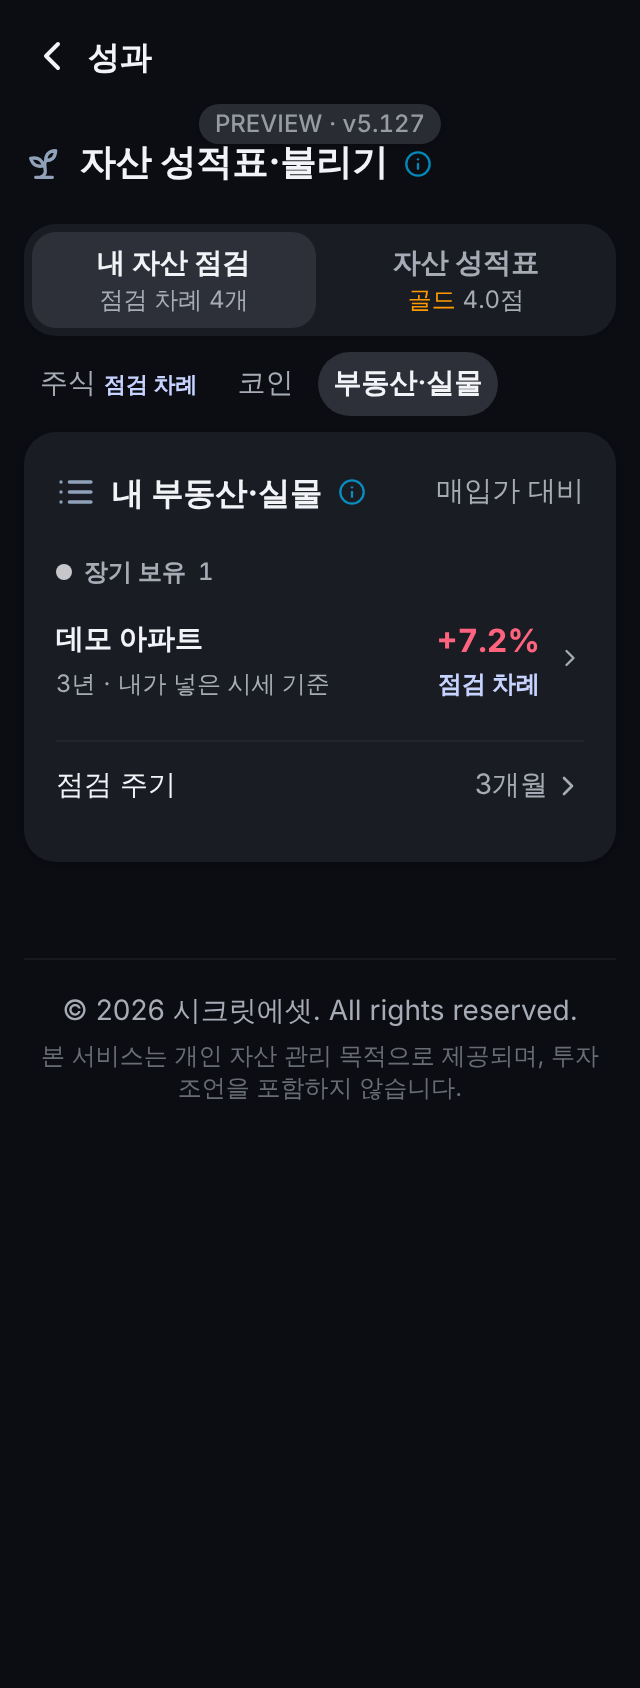 성과
PREVIEW · v5.127
자산 성적표·불리기
내 자산 점검
점검 차례 4개
자산 성적표
골드 4.0점
주식 점검 차례 코인 부동산·실물
내 부동산·실물 매입가 대비
장기 보유 1
데모 아파트 +7.2%
3년 · 내가 넣은 시세 기준 점검 차례
점검 주기 3개월
© 2026 시크릿에셋. All rights reserved.
본 서비스는 개인 자산 관리 목적으로 제공되며, 투자
조언을 포함하지 않습니다.